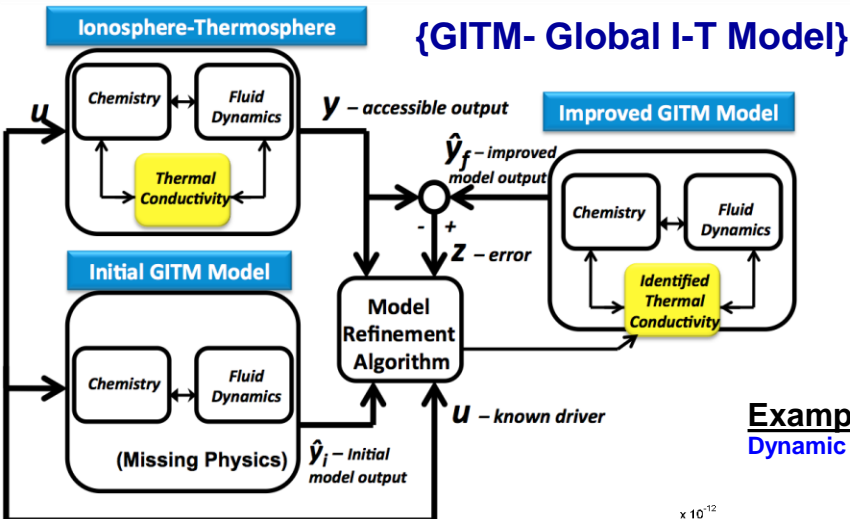 Ionosphere-Thermosphere
{GITM- Global I-T Model}
Chemistry
Fluid
Dynamics
Thermal
Conductivity
u
y – accessible output
ŷf – improved
model output
Improved GITM Model
Chemistry
Fluid
Dynamics
Identified
Thermal
Conductivity
- +
z – error
Initial GITM Model
Chemistry
Fluid
Dynamics
(Missing Physics)
Model
Refinement
Algorithm
ŷi – Initial
model output
u – known driver
Examp
Dynamic
x 10⁻¹²